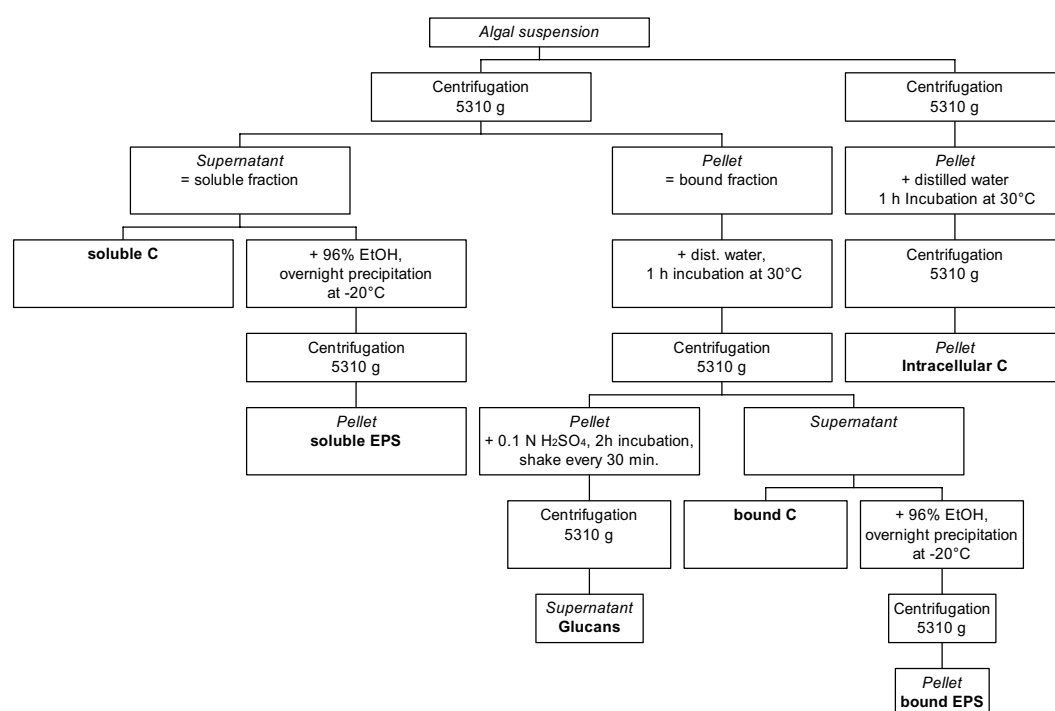 Algal suspension
Centrifugation
5310 g
Centrifugation
5310 g
Supernatant
= soluble fraction
Pellet
= bound fraction
Pellet
+ distilled water
1 h Incubation at 30°C
soluble C
+ 96% EtOH,
overnight precipitation
at -20°C
+ dist. water,
1 h incubation at 30°C
Centrifugation
5310 g
Centrifugation
5310 g
Centrifugation
5310 g
Pellet
Intracellular C
Pellet
soluble EPS
Pellet
+ 0.1 N H₂SO₄, 2h incubation,
shake every 30 min.
Supernatant
Centrifugation
5310 g
bound C
+ 96% EtOH,
overnight precipitation
at -20°C
Supernatant
Glucans
Centrifugation
5310 g
Pellet
bound EPS